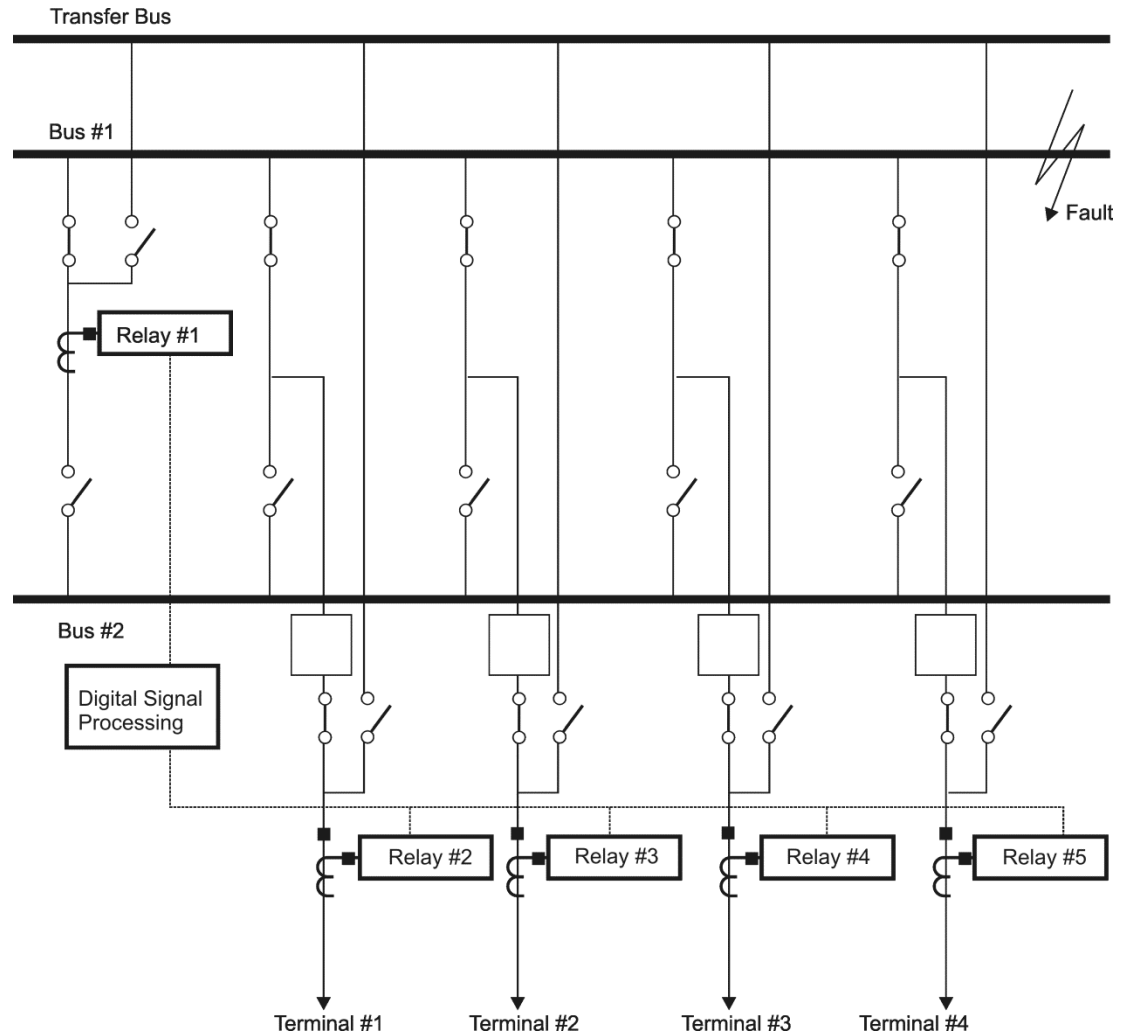 Transfer Bus
Bus #1
Fault
Relay #1
Bus #2
Digital Signal
Processing
Relay #2
Relay #3
Relay #4
Relay #5
Terminal #1
Terminal #2
Terminal #3
Terminal #4